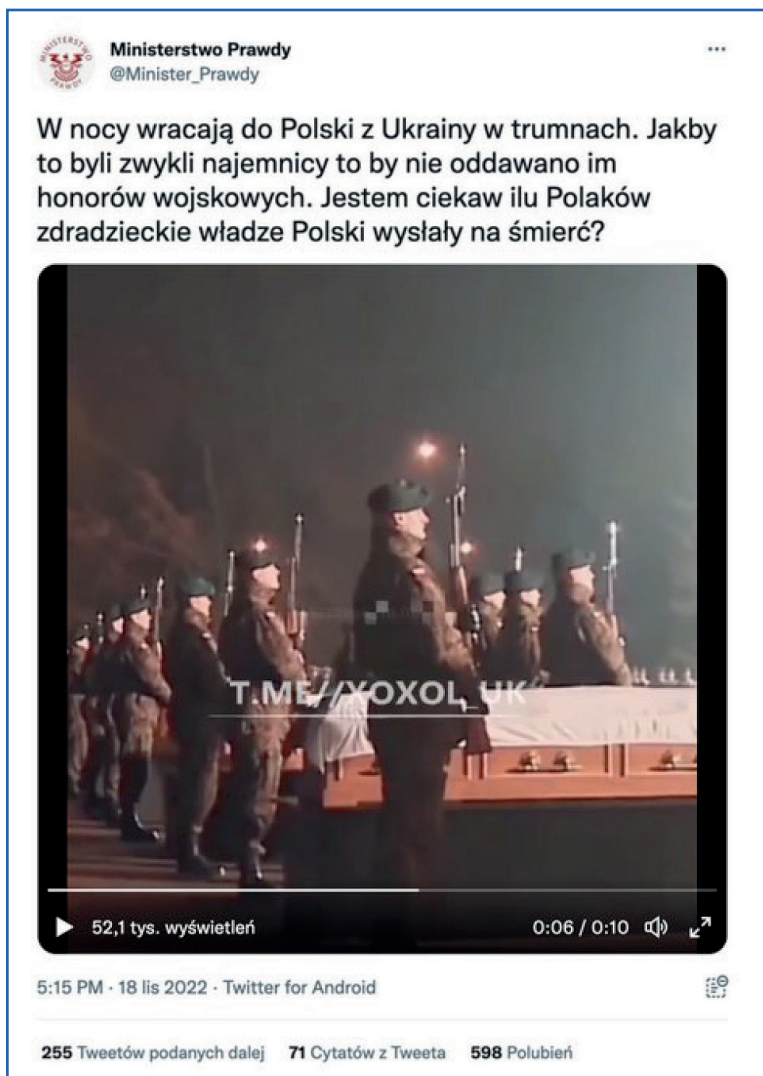 MINISTERSTWO PRAWDY
Ministerstwo Prawdy
@Minister_Prawdy
W nocy wracają do Polski z Ukrainy w trumnach. Jakby
to byli zwykli najemnicy to by nie oddawano im
honorów wojskowych. Jestem ciekaw ilu Polaków
zdradzieckie władze Polski wysłały na śmierć?
T.ME//XOXOL_UK
52,1 tys. wyświetleń
0:06 / 0:10
5:15 PM · 18 lis 2022 · Twitter for Android
255 Tweetów podanych dalej 71 Cytatów z Tweeta 598 Polubień